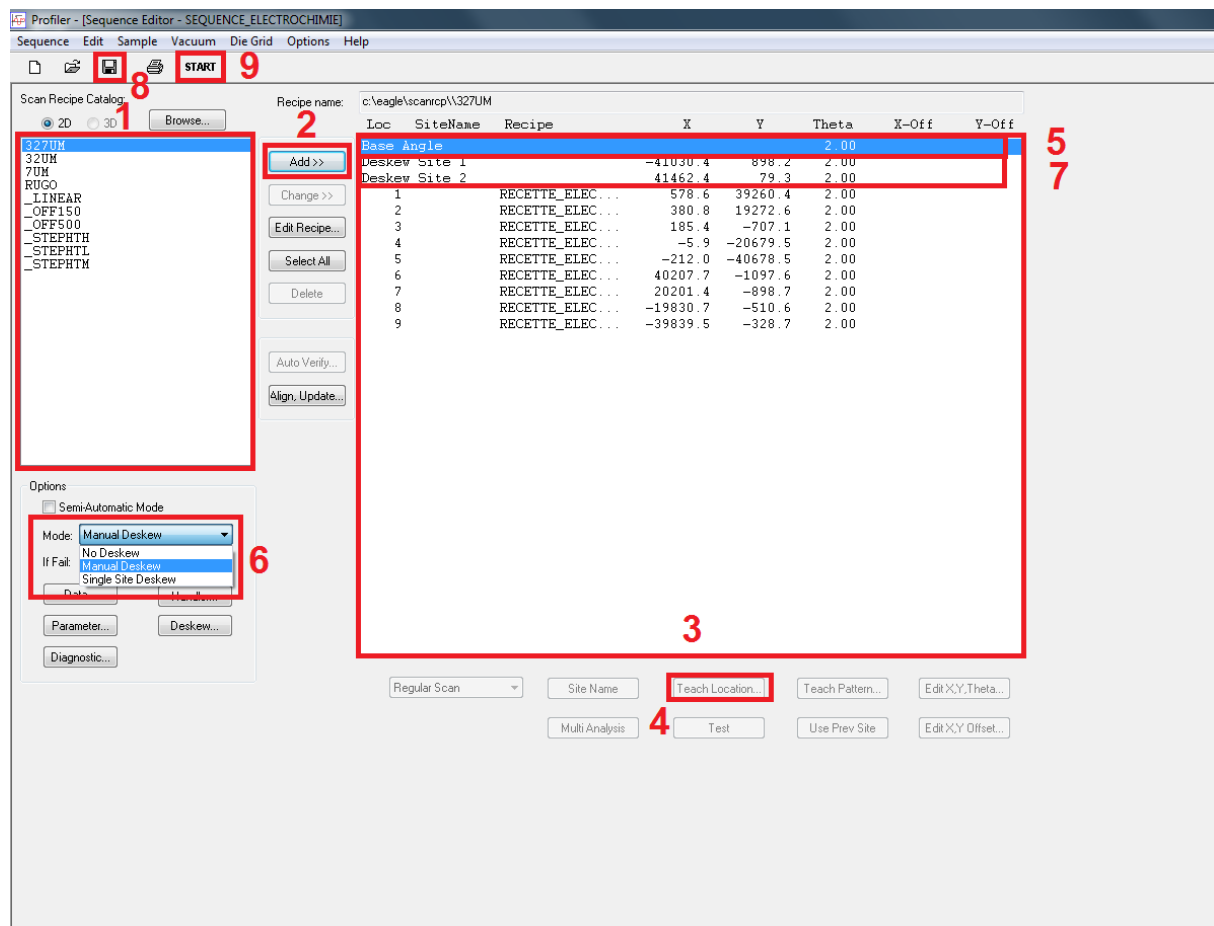 Profiler - [Sequence Editor - SEQUENCE_ELECTROCHIMIE]
Sequence Edit Sample Vacuum Die Grid Options Help
START 9
8
Scan Recipe Catalog:
1
2D 3D Browse...
Recipe name: c:\eagle\scanrcp\\327UM
2
Loc SiteName Recipe X Y Theta X-Off Y-Off
327UM
32UM
7UM
RUGO
_LINEAR
_OFF150
_OFF500
_STEPHTH
_STEPHTL
_STEPHTM
Add >>
Change >>
Edit Recipe...
Select All
Delete
Auto Verify...
Align, Update...
Base Angle 2.00
5
Deskew Site 1 -41030.4 898.2 2.00
Deskew Site 2 41462.4 79.3 2.00
7
1 RECETTE_ELEC... 578.6 39260.4 2.00
2 RECETTE_ELEC... 380.8 19272.6 2.00
3 RECETTE_ELEC... 185.4 -707.1 2.00
4 RECETTE_ELEC... -5.9 -20679.5 2.00
5 RECETTE_ELEC... -212.0 -40678.5 2.00
6 RECETTE_ELEC... 40207.7 -1097.6 2.00
7 RECETTE_ELEC... 20201.4 -898.7 2.00
8 RECETTE_ELEC... -19830.7 -510.6 2.00
9 RECETTE_ELEC... -39839.5 -328.7 2.00
Options
Semi-Automatic Mode
Mode: Manual Deskew
If Fail: No Deskew
Manual Deskew
Single Site Deskew
6
Parameter... Deskew...
Diagnostic...
3
Regular Scan Site Name Teach Location... Teach Pattern... Edit X,Y,Theta...
4
Multi Analysis Test Use Prev Site Edit X,Y Offset...